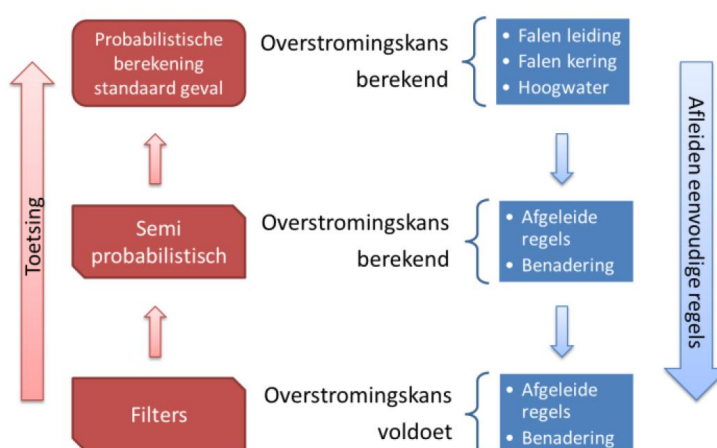 Toetsing
Probabilistische
berekening
standaard geval
Overstromingskans
berekend
• Falen leiding
• Falen kering
• Hoogwater
Semi
probabilistisch
Overstromingskans
berekend
• Afgeleide
regels
• Benadering
Filters
Overstromingskans
voldoet
• Afgeleide
regels
• Benadering
Afleiden eenvoudige regels